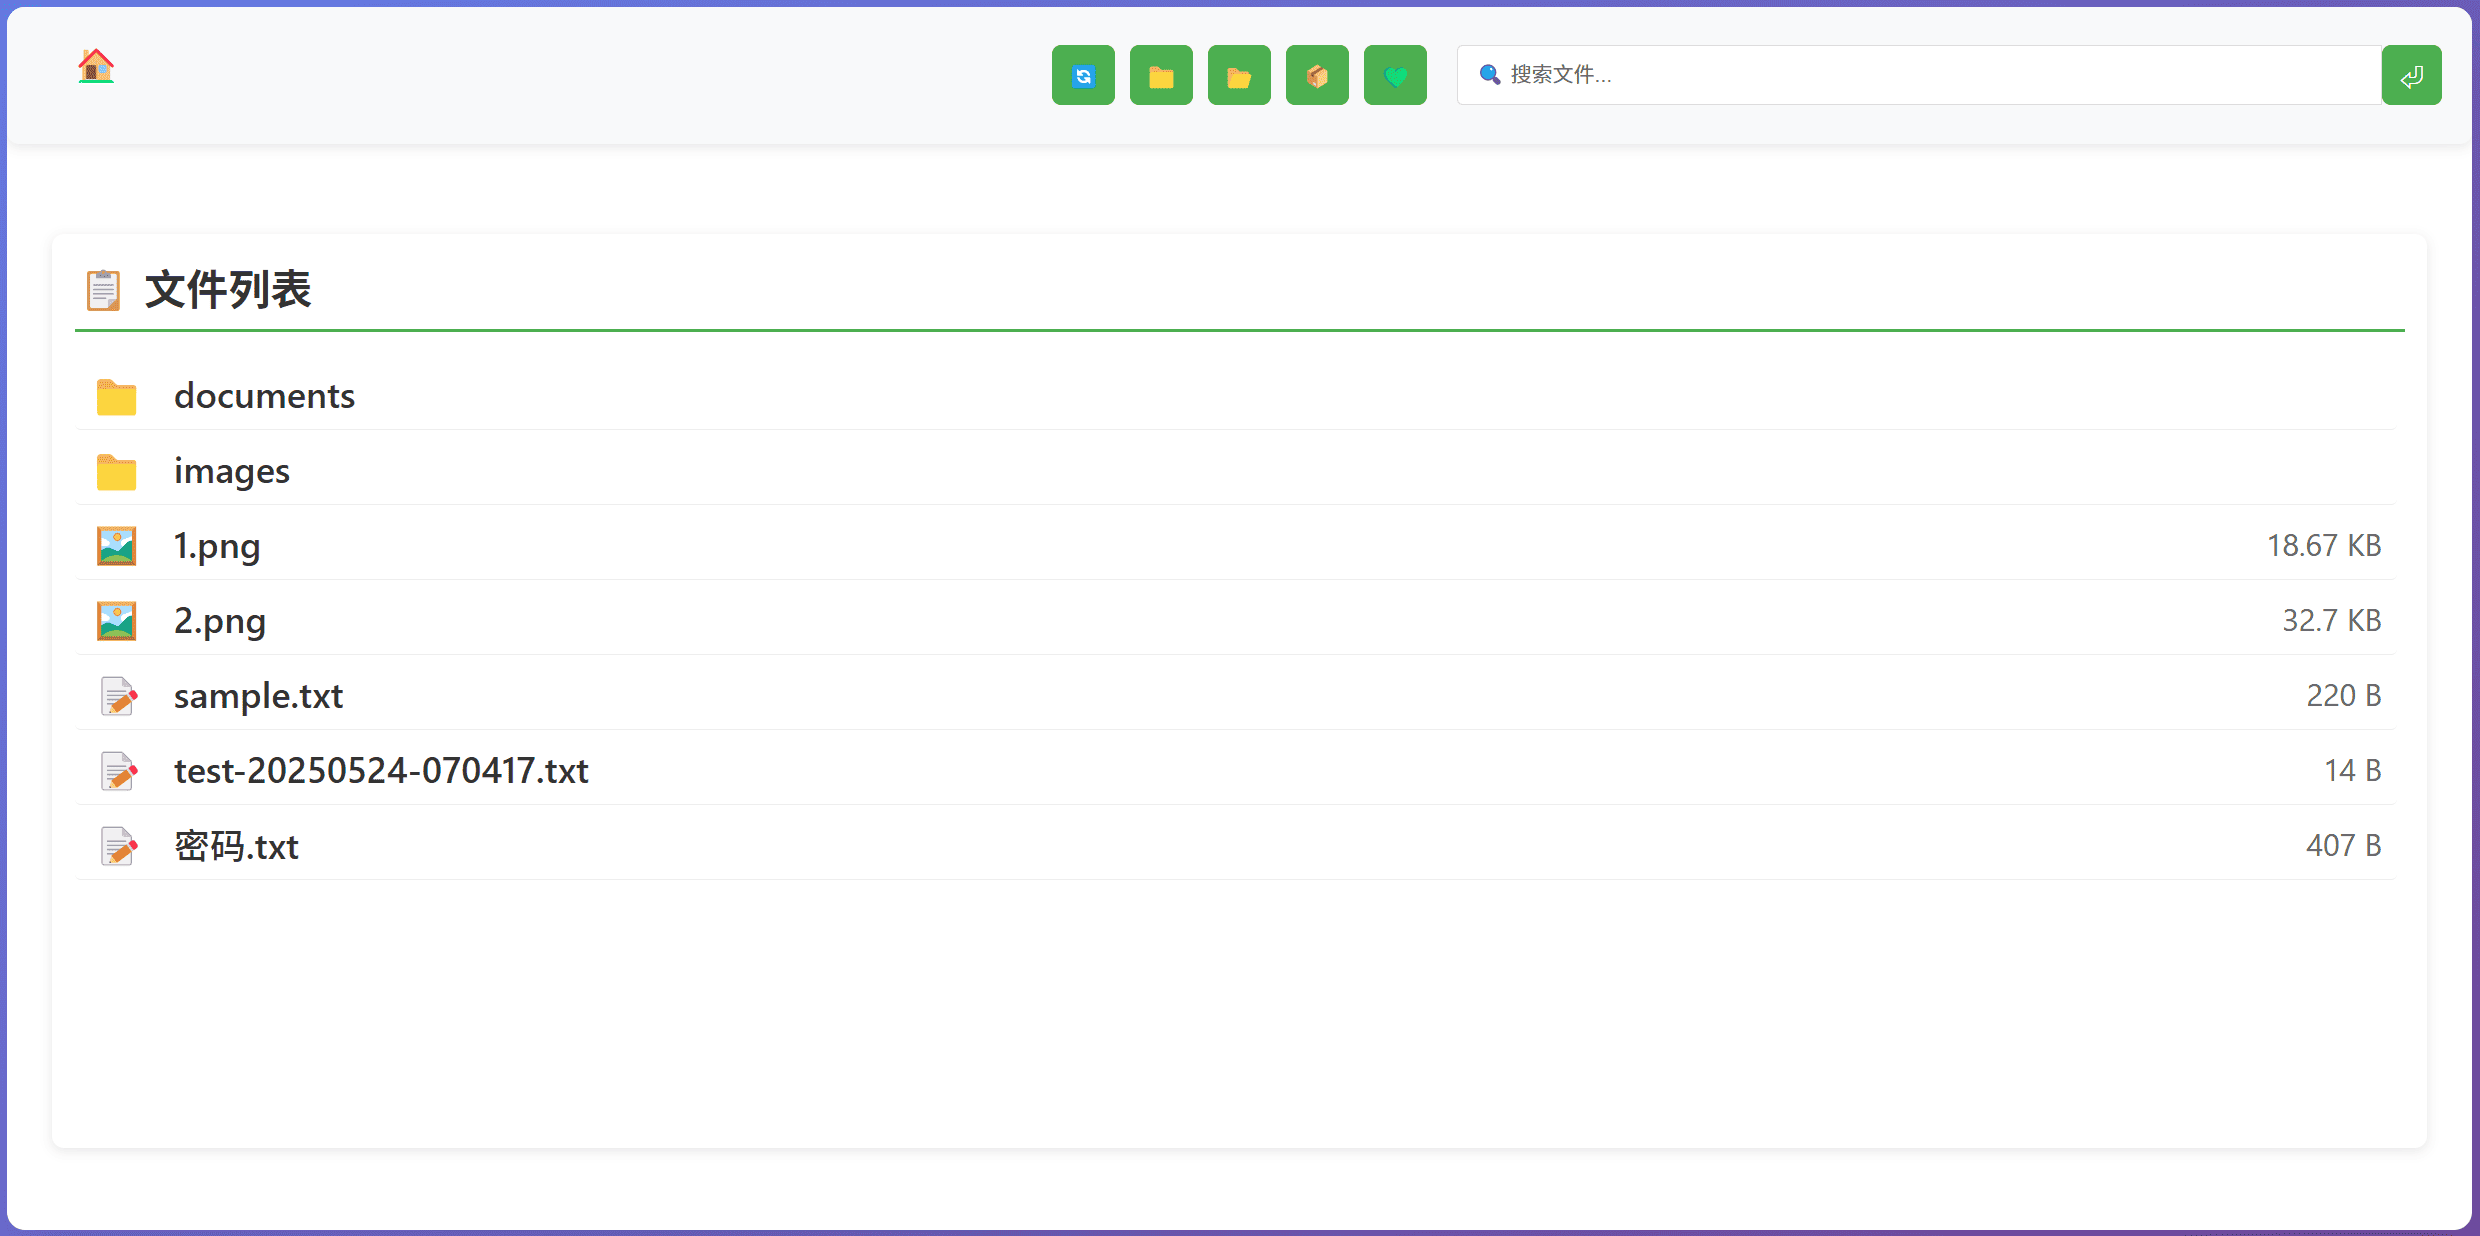 搜索文件...
文件列表
documents
images
1.png 18.67 KB
2.png 32.7 KB
sample.txt 220 B
test-20250524-070417.txt 14 B
密码.txt 407 B